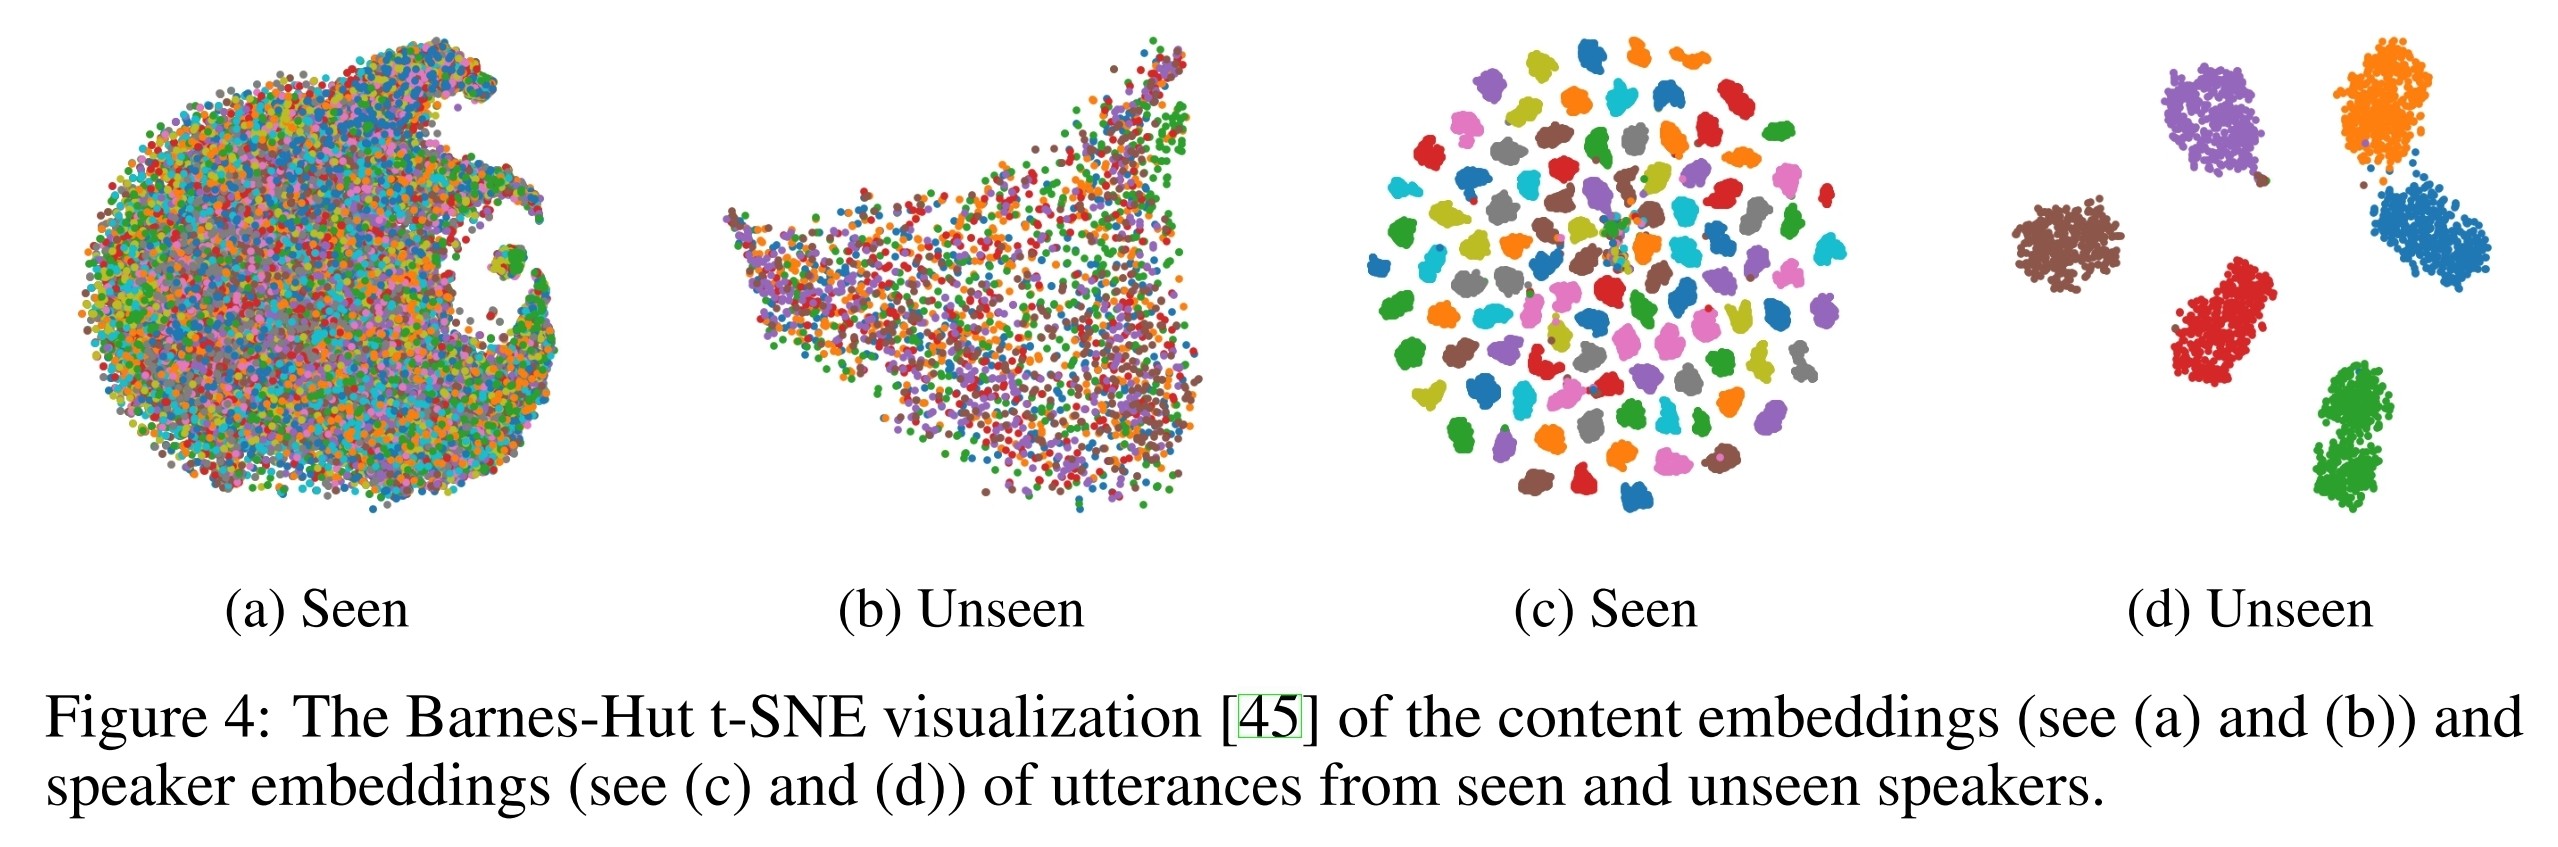 (a) Seen (b) Unseen (c) Seen (d) Unseen
Figure 4: The Barnes-Hut t-SNE visualization [45] of the content embeddings (see (a) and (b)) and
speaker embeddings (see (c) and (d)) of utterances from seen and unseen speakers.